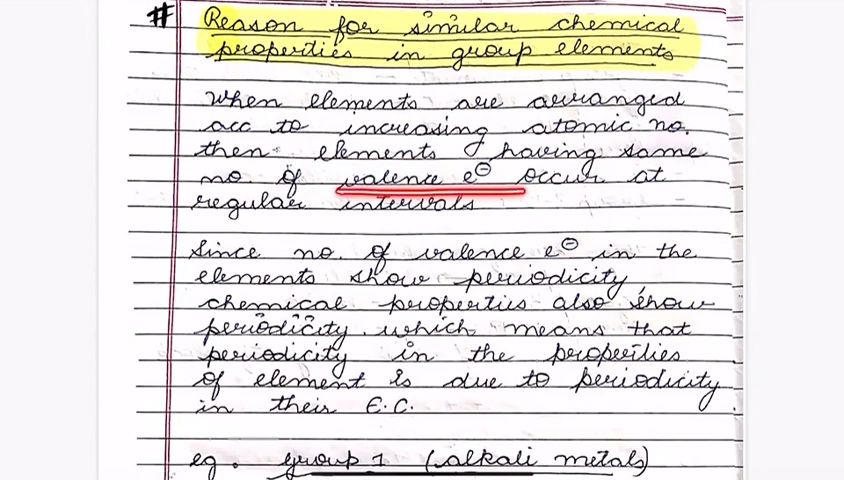 # Reason for similar chemical
properties in group elements
When elements are arranged
acc to increasing atomic no.
then elements having same
no. of valence e⊖ occur at
regular intervals
Since no. of valence e⊖ in the
elements show periodicity
chemical properties also show
periodicity. which means that
periodicity in the properties
of element is due to periodicity
in their E.C.
eg. group 1 (alkali metals)